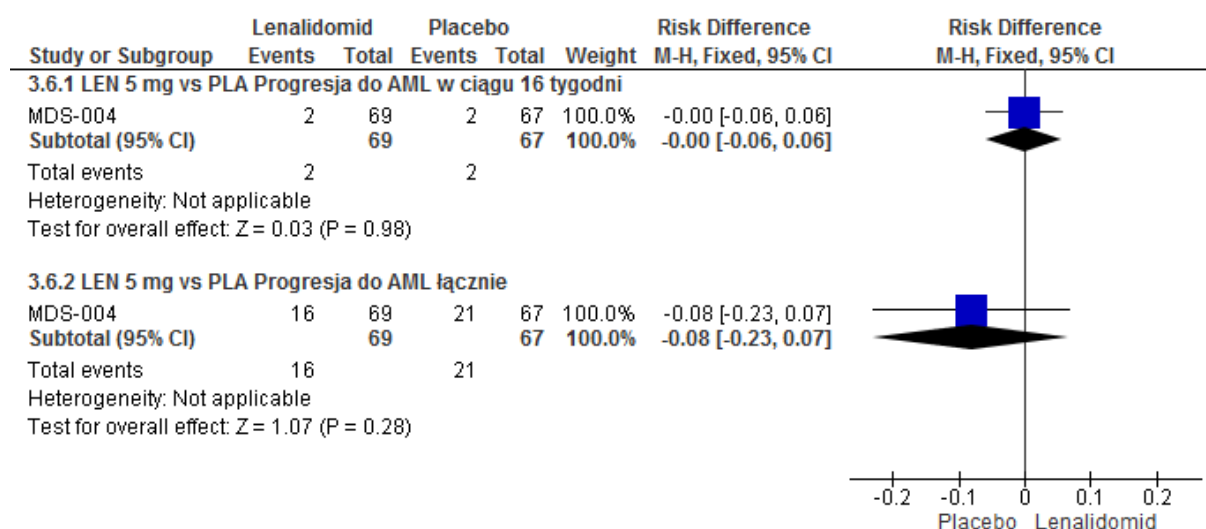 Lenalidomid Placebo Risk Difference Risk Difference
Study or Subgroup Events Total Events Total Weight M-H, Fixed, 95% CI M-H, Fixed, 95% CI
3.6.1 LEN 5 mg vs PLA Progresja do AML w ciągu 16 tygodni
MDS-004 2 69 2 67 100.0% -0.00 [-0.06, 0.06]
Subtotal (95% CI) 69 67 100.0% -0.00 [-0.06, 0.06]
Total events 2 2
Heterogeneity: Not applicable
Test for overall effect: Z = 0.03 (P = 0.98)
3.6.2 LEN 5 mg vs PLA Progresja do AML łącznie
MDS-004 16 69 21 67 100.0% -0.08 [-0.23, 0.07]
Subtotal (95% CI) 69 67 100.0% -0.08 [-0.23, 0.07]
Total events 16 21
Heterogeneity: Not applicable
Test for overall effect: Z = 1.07 (P = 0.28)
-0.2 -0.1 0 0.1 0.2
Placebo Lenalidomid